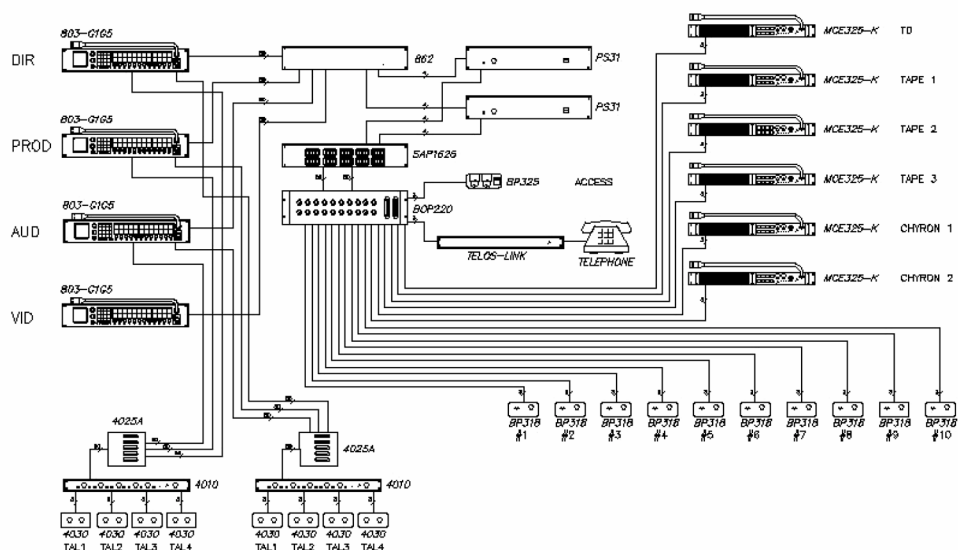 803-G1G5
DIR
862
PS31
MCE325-K TD
803-G1G5
PROD
PS31
MCE325-K TAPE 1
SAP1626
MCE325-K TAPE 2
BP325 ACCESS
MCE325-K TAPE 3
803-G1G5
AUD
BOP220
TELOS-LINK
TELEPHONE
MCE325-K CHYRON 1
803-G1G5
VID
MCE325-K CHYRON 2
BP318 BP318 BP318 BP318 BP318 BP318 BP318 BP318 BP318 BP318
#1 #2 #3 #4 #5 #6 #7 #8 #9 #10
4025A
4025A
4010
4010
4030 4030 4030 4030
TAL1 TAL2 TAL3 TAL4
4030 4030 4030 4030
TAL1 TAL2 TAL3 TAL4